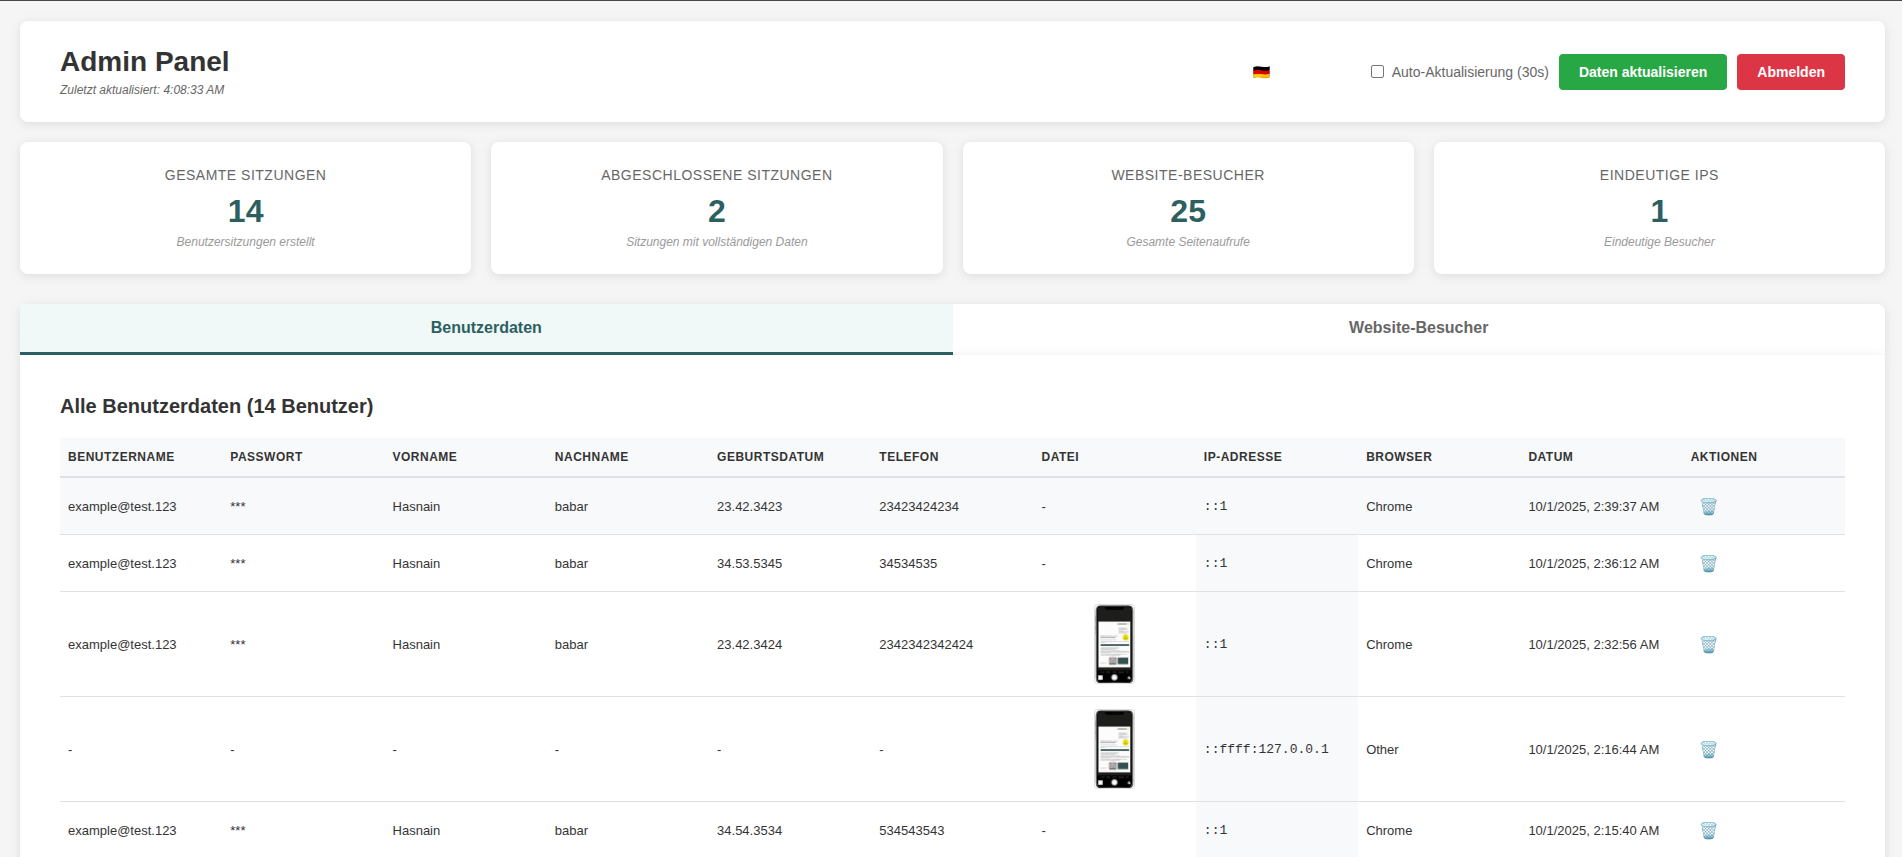 Admin Panel
Zuletzt aktualisiert: 4:08:33 AM
Auto-Aktualisierung (30s)
Daten aktualisieren
Abmelden
GESAMTE SITZUNGEN
14
Benutzersitzungen erstellt
ABGESCHLOSSENE SITZUNGEN
2
Sitzungen mit vollständigen Daten
WEBSITE-BESUCHER
25
Gesamte Seitenaufrufe
EINDEUTIGE IPS
1
Eindeutige Besucher
Benutzerdaten
Website-Besucher
Alle Benutzerdaten (14 Benutzer)
BENUTZERNAME PASSWORT VORNAME NACHNAME GEBURTSDATUM TELEFON DATEI IP-ADRESSE BROWSER DATUM AKTIONEN
example@test.123 *** Hasnain babar 23.42.3423 23423424234 - ::1 Chrome 10/1/2025, 2:39:37 AM
example@test.123 *** Hasnain babar 34.53.5345 34534535 - ::1 Chrome 10/1/2025, 2:36:12 AM
example@test.123 *** Hasnain babar 23.42.3424 2342342342424 ::1 Chrome 10/1/2025, 2:32:56 AM
- - - - - - ::ffff:127.0.0.1 Other 10/1/2025, 2:16:44 AM
example@test.123 *** Hasnain babar 34.54.3534 534543543 - ::1 Chrome 10/1/2025, 2:15:40 AM